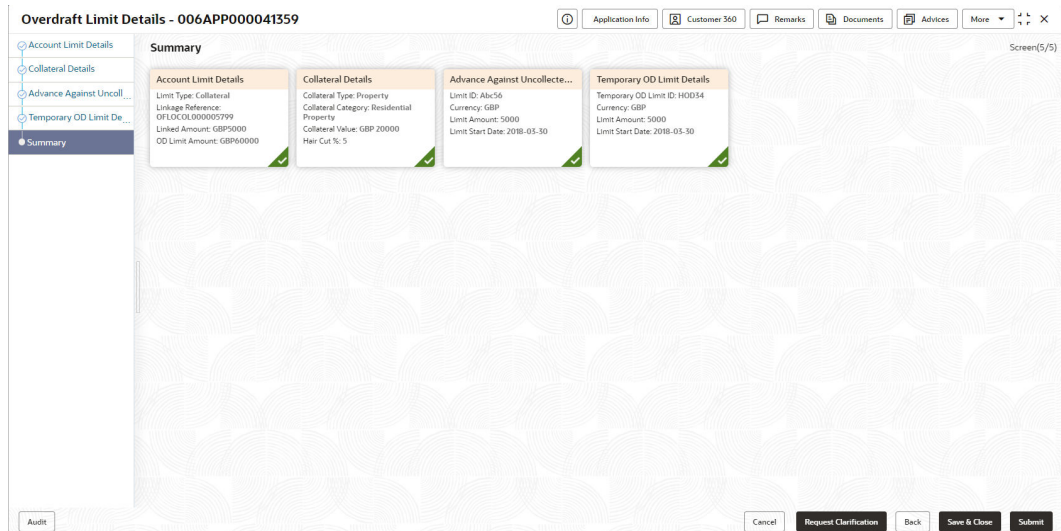 Overdraft Limit Details - 006APP000041359
Application Info
Customer 360
Remarks
Documents
Advices
More
Account Limit Details
Collateral Details
Advance Against Uncoll...
Temporary OD Limit De...
Summary
Summary
Screen(5/5)
Account Limit Details
Limit Type: Collateral
Linkage Reference:
OFLOCOL000005799
Linked Amount: GBP5000
OD Limit Amount: GBP60000
Collateral Details
Collateral Type: Property
Collateral Category: Residential
Property
Collateral Value: GBP 20000
Hair Cut %: 5
Advance Against Uncollecte...
Limit ID: Abc56
Currency: GBP
Limit Amount: 5000
Limit Start Date: 2018-03-30
Temporary OD Limit Details
Temporary OD Limit ID: HOD34
Currency: GBP
Limit Amount: 5000
Limit Start Date: 2018-03-30
Audit
Cancel
Request Clarification
Back
Save & Close
Submit